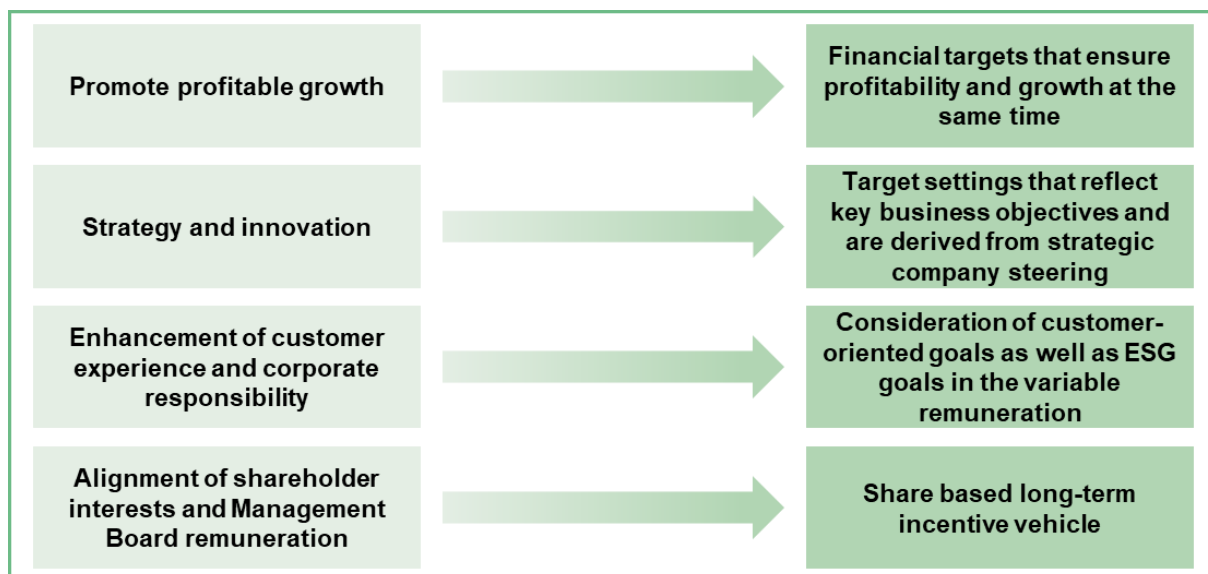 Promote profitable growth
Financial targets that ensure
profitability and growth at the
same time
Strategy and innovation
Target settings that reflect
key business objectives and
are derived from strategic
company steering
Enhancement of customer
experience and corporate
responsibility
Consideration of customer-
oriented goals as well as ESG
goals in the variable
remuneration
Alignment of shareholder
interests and Management
Board remuneration
Share based long-term
incentive vehicle